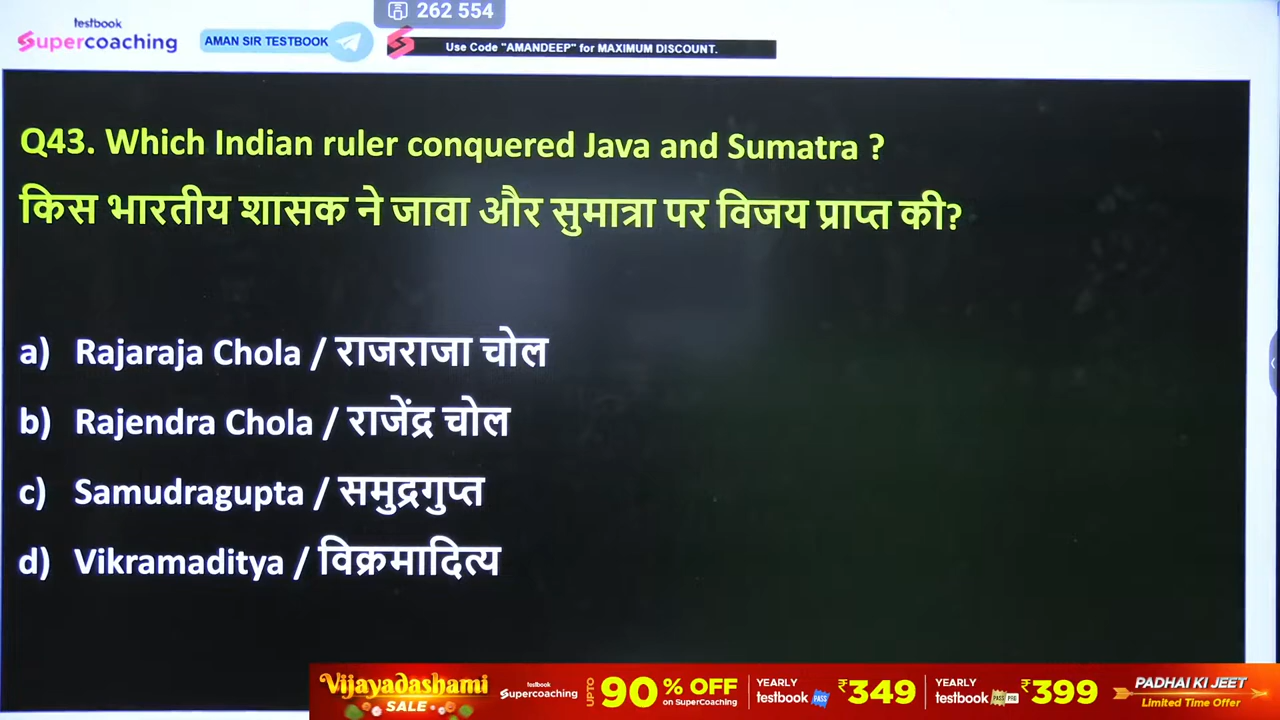 testbook
Supercoaching
AMAN SIR TESTBOOK
262 554
Use Code "AMANDEEP" for MAXIMUM DISCOUNT.
Q43. Which Indian ruler conquered Java and Sumatra ?
किस भारतीय शासक ने जावा और सुमात्रा पर विजय प्राप्त की?
a) Rajaraja Chola / राजराजा चोल
b) Rajendra Chola / राजेंद्र चोल
c) Samudragupta / समुद्रगुप्त
d) Vikramaditya / विक्रमादित्य
Vijayadashami
SALE
testbook
Supercoaching
UPTO
90% OFF
on SuperCoaching
YEARLY
testbook PASS
₹349
YEARLY
testbook PASS PRO
₹399
PADHAI KI JEET
Limited Time Offer